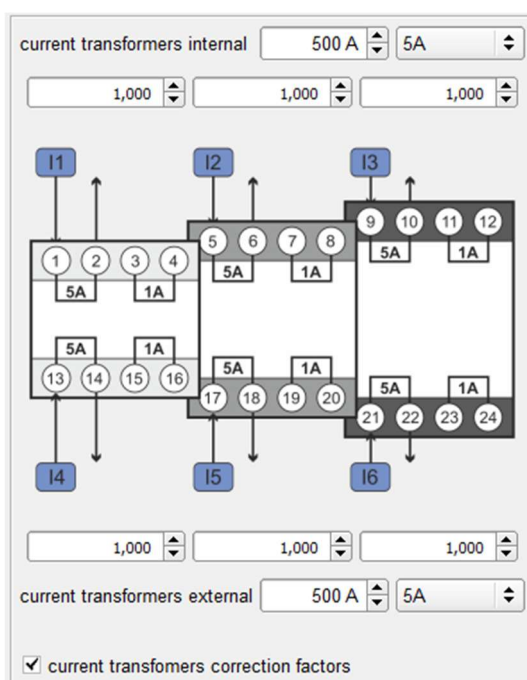 current transformers internal 500 A 5A
1,000 1,000 1,000
I1 I2 I3
9 10 11 12
5 6 7 8 5A 1A
1 2 3 4 5A 1A
5A 1A
5A 1A
13 14 15 16 5A 1A
17 18 19 20 5A 1A
21 22 23 24
I4 I5 I6
1,000 1,000 1,000
current transformers external 500 A 5A
current transfomers correction factors